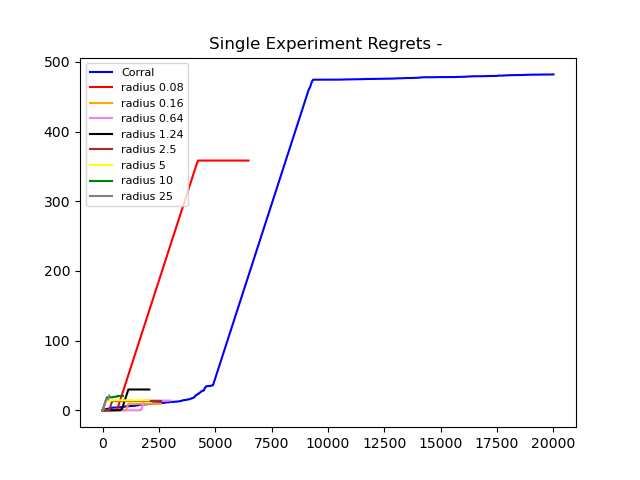 Single Experiment Regrets -
500
400
300
200
100
0
Corral
radius 0.08
radius 0.16
radius 0.64
radius 1.24
radius 2.5
radius 5
radius 10
radius 25
0 2500 5000 7500 10000 12500 15000 17500 20000